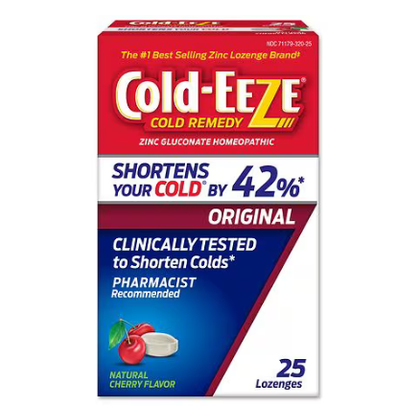 NDC 71179-320-25
The #1 Best Selling Zinc Lozenge Brand‡
Cold-EEZE®
COLD REMEDY
ZINC GLUCONATE HOMEOPATHIC
SHORTENS
YOUR COLD® BY 42%*
ORIGINAL
CLINICALLY TESTED
to Shorten Colds*
PHARMACIST
Recommended
NATURAL
CHERRY FLAVOR
25
Lozenges